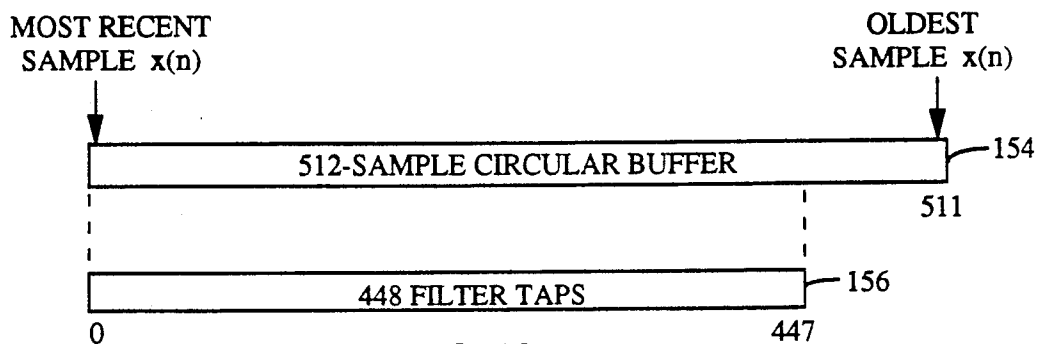 MOST RECENT
SAMPLE x(n)
OLDEST
SAMPLE x(n)
512-SAMPLE CIRCULAR BUFFER
154
511
448 FILTER TAPS
156
0
447